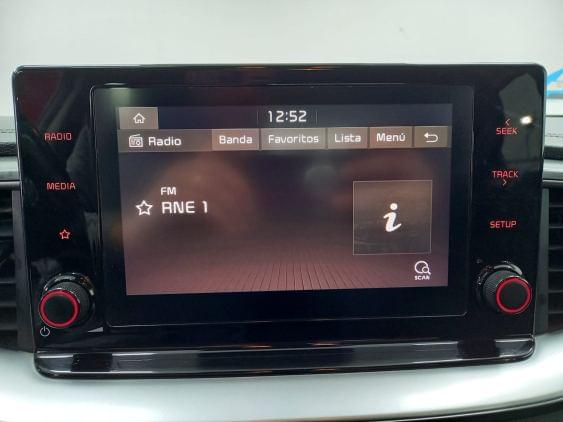 12:52
Radio Banda Favoritos Lista Menú
RADIO
MEDIA
FM
RNE 1
i
SCAN
SEEK
TRACK
SETUP